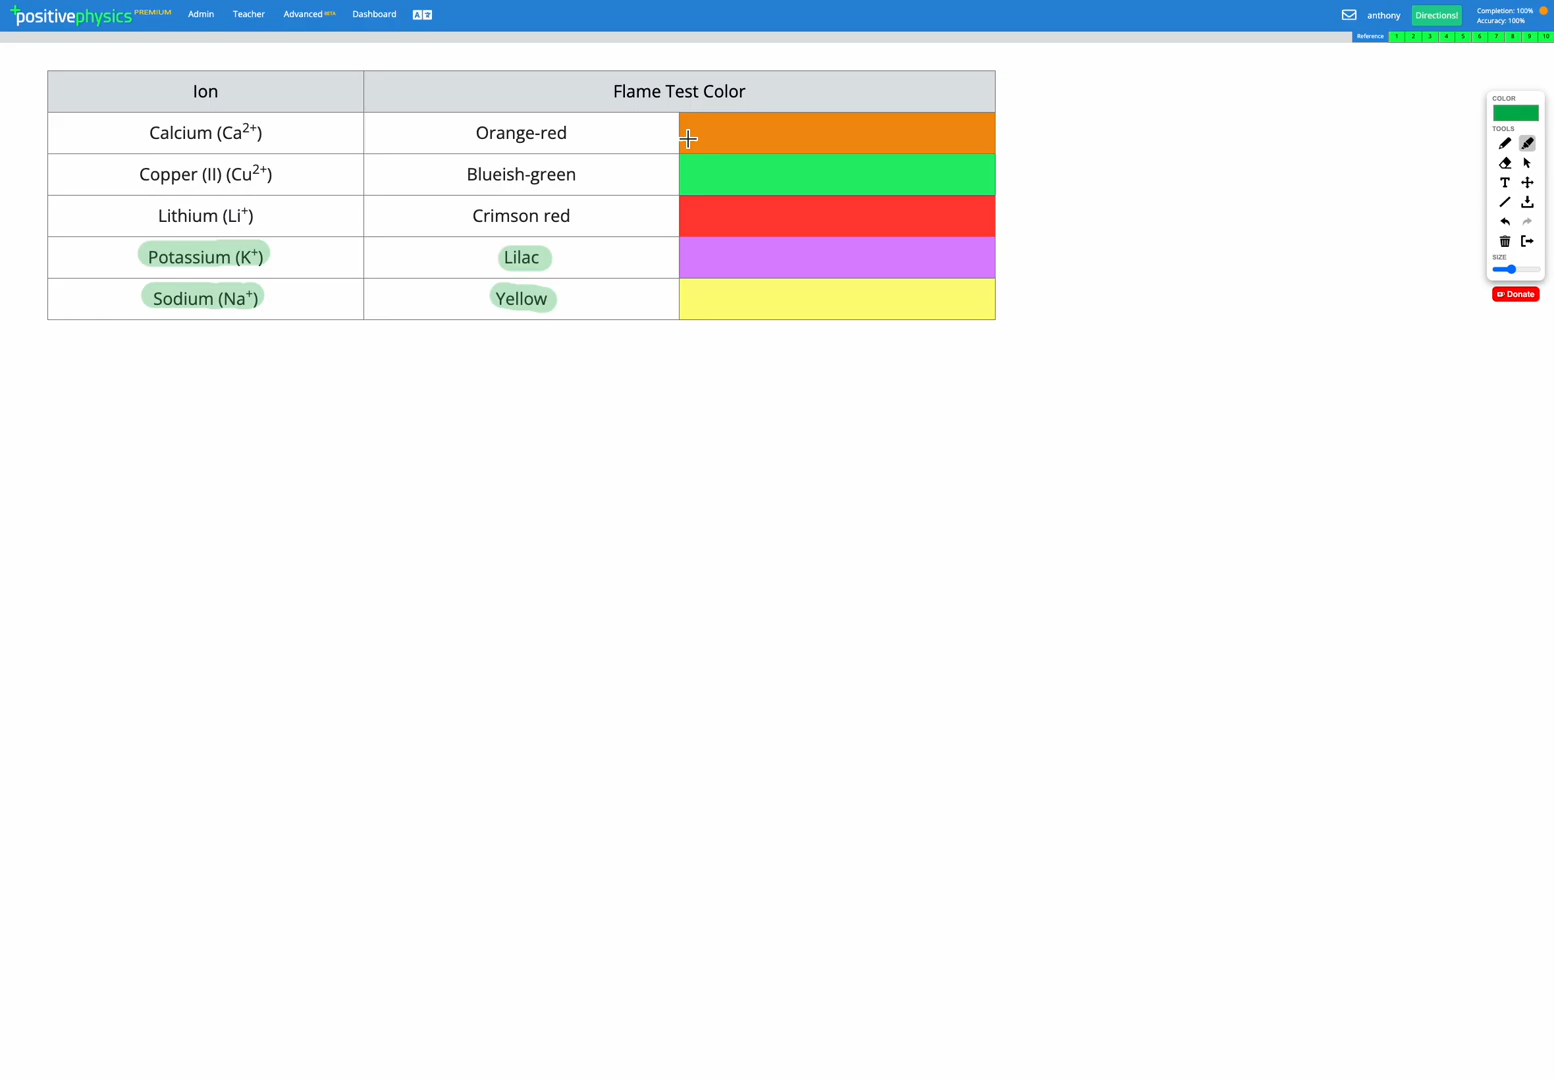 +positivephysics PREMIUM Admin Teacher Advanced BETA Dashboard A anthony Directions! Completion: 100%
Accuracy: 100%
Reference 1 2 3 4 5 6 7 8 9 10
Ion Flame Test Color
Calcium (Ca²⁺) Orange-red
Copper (II) (Cu²⁺) Blueish-green
Lithium (Li⁺) Crimson red
Potassium (K⁺) Lilac
Sodium (Na⁺) Yellow
COLOR
TOOLS
T
SIZE
Donate